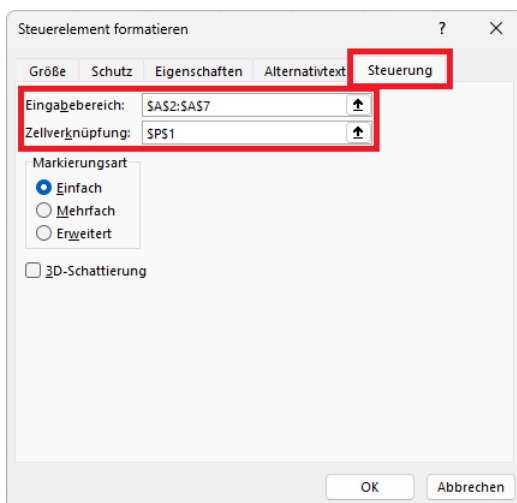 Steuerelement formatieren ? ×
Größe Schutz Eigenschaften Alternativtext Steuerung
Eingabebereich: $A$2:$A$7
Zellverknüpfung: $P$1
Markierungsart
Einfach
Mehrfach
Erweitert
3D-Schattierung
OK Abbrechen